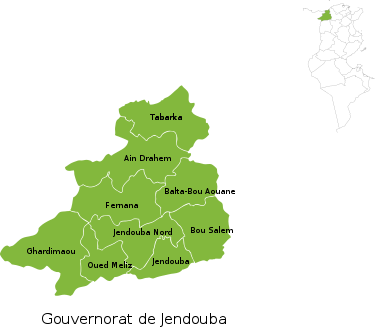 Tabarka
Ain Drahem
Balta-Bou Aouane
Fernana
Bou Salem
Jendouba Nord
Ghardimaou
Oued Meliz
Jendouba
Gouvernorat de Jendouba